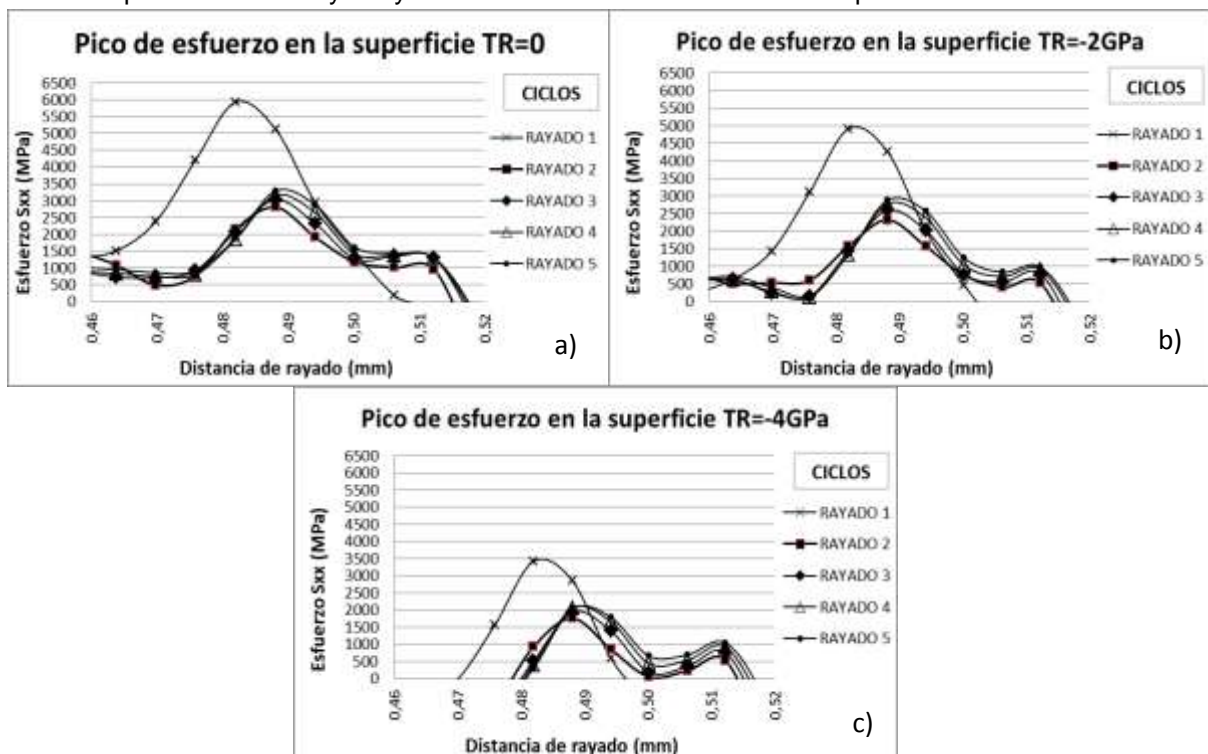 Pico de esfuerzo en la superficie TR=0
Esfuerzo Sxx (MPa)
6500
6000
5500
5000
4500
4000
3500
3000
2500
2000
1500
1000
500
0
0,46
0,47
0,48
0,49
0,50
0,51
0,52
Distancia de rayado (mm)
CICLOS
RAYADO 1
RAYADO 2
RAYADO 3
RAYADO 4
RAYADO 5
a)
Pico de esfuerzo en la superficie TR=-2GPa
Esfuerzo Sxx (MPa)
6500
6000
5500
5000
4500
4000
3500
3000
2500
2000
1500
1000
500
0
0,46
0,47
0,48
0,49
0,50
0,51
0,52
Distancia de rayado (mm)
CICLOS
RAYADO 1
RAYADO 2
RAYADO 3
RAYADO 4
RAYADO 5
b)
Pico de esfuerzo en la superficie TR=-4GPa
Esfuerzo Sxx (MPa)
6500
6000
5500
5000
4500
4000
3500
3000
2500
2000
1500
1000
500
0
0,46
0,47
0,48
0,49
0,50
0,51
0,52
Distancia de rayado (mm)
CICLOS
RAYADO 1
RAYADO 2
RAYADO 3
RAYADO 4
RAYADO 5
c)